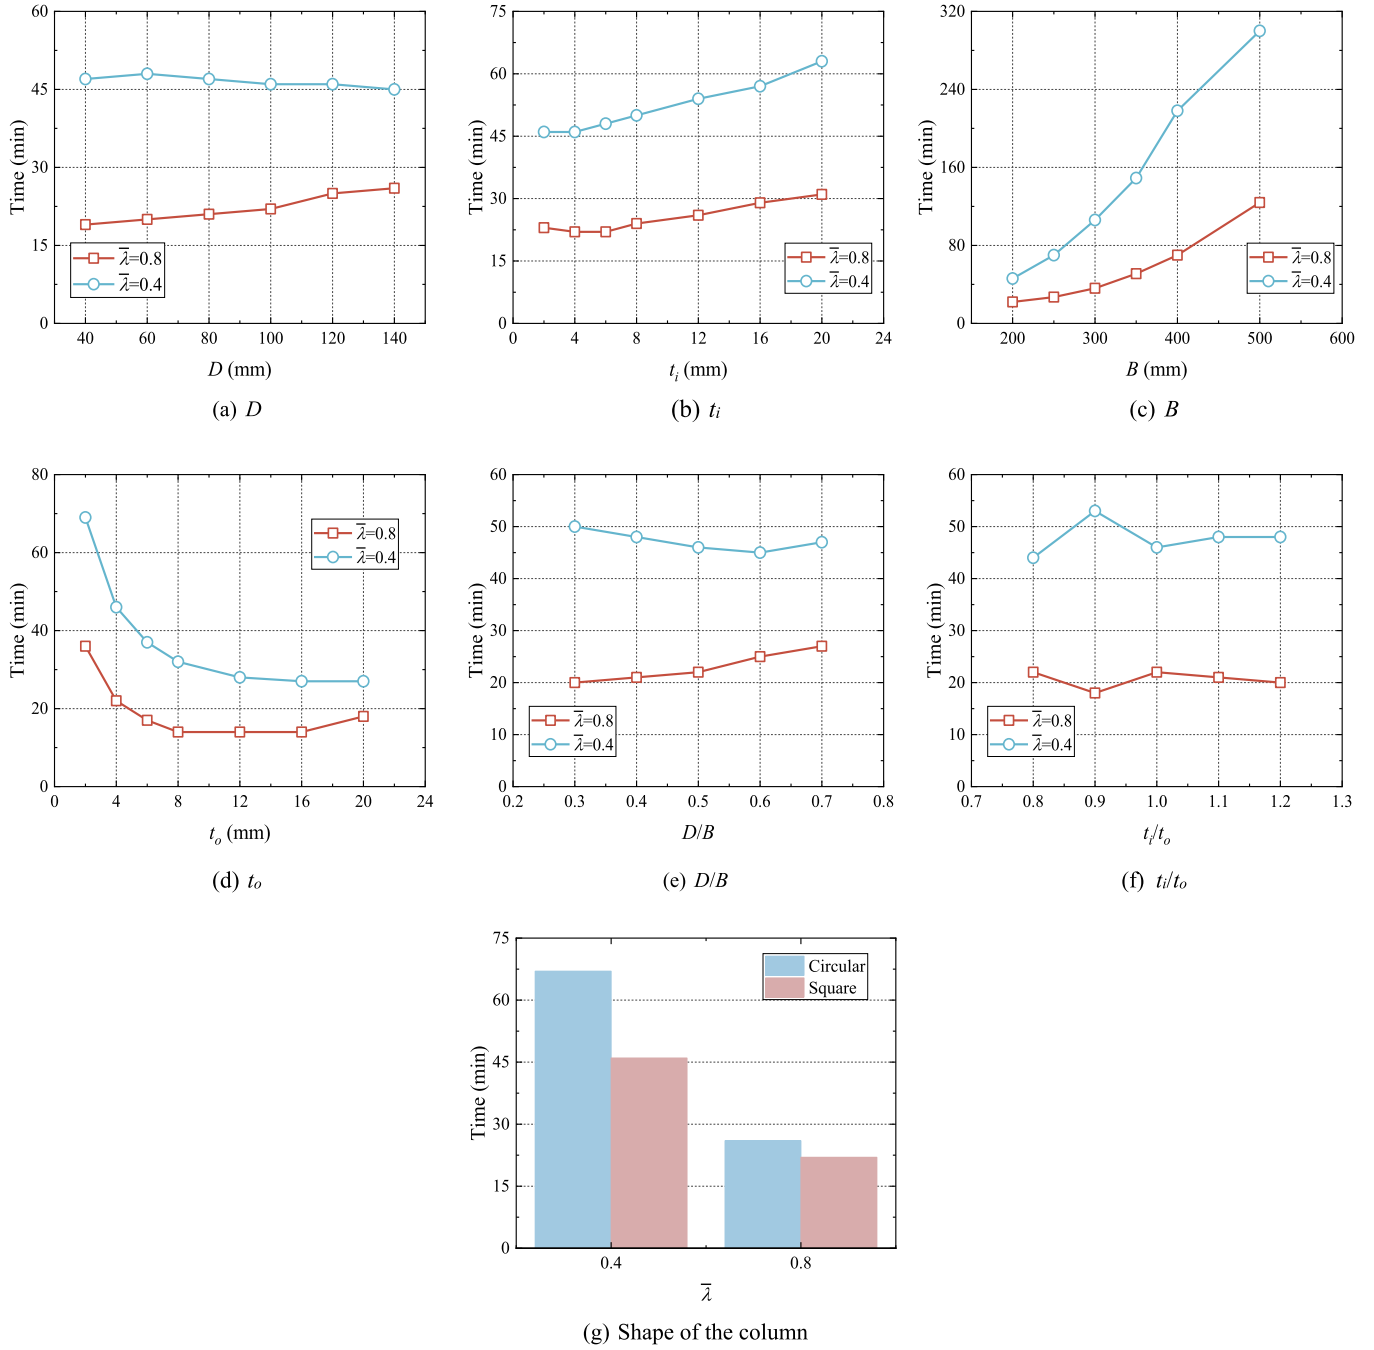 60
45
30
15
0
Time (min)
λ̅=0.8
λ̅=0.4
40 60 80 100 120 140
D (mm)
(a) D
75
60
45
30
15
0
Time (min)
λ̅=0.8
λ̅=0.4
0 4 8 12 16 20 24
tᵢ (mm)
(b) tᵢ
320
240
160
80
0
Time (min)
λ̅=0.8
λ̅=0.4
200 300 400 500 600
B (mm)
(c) B
80
60
40
20
0
Time (min)
λ̅=0.8
λ̅=0.4
0 4 8 12 16 20 24
tₒ (mm)
(d) tₒ
60
50
40
30
20
10
0
Time (min)
λ̅=0.8
λ̅=0.4
0.2 0.3 0.4 0.5 0.6 0.7 0.8
D/B
(e) D/B
60
50
40
30
20
10
0
Time (min)
λ̅=0.8
λ̅=0.4
0.7 0.8 0.9 1.0 1.1 1.2 1.3
tᵢ/tₒ
(f) tᵢ/tₒ
75
60
45
30
15
0
Time (min)
Circular
Square
0.4 0.8
λ̅
(g) Shape of the column